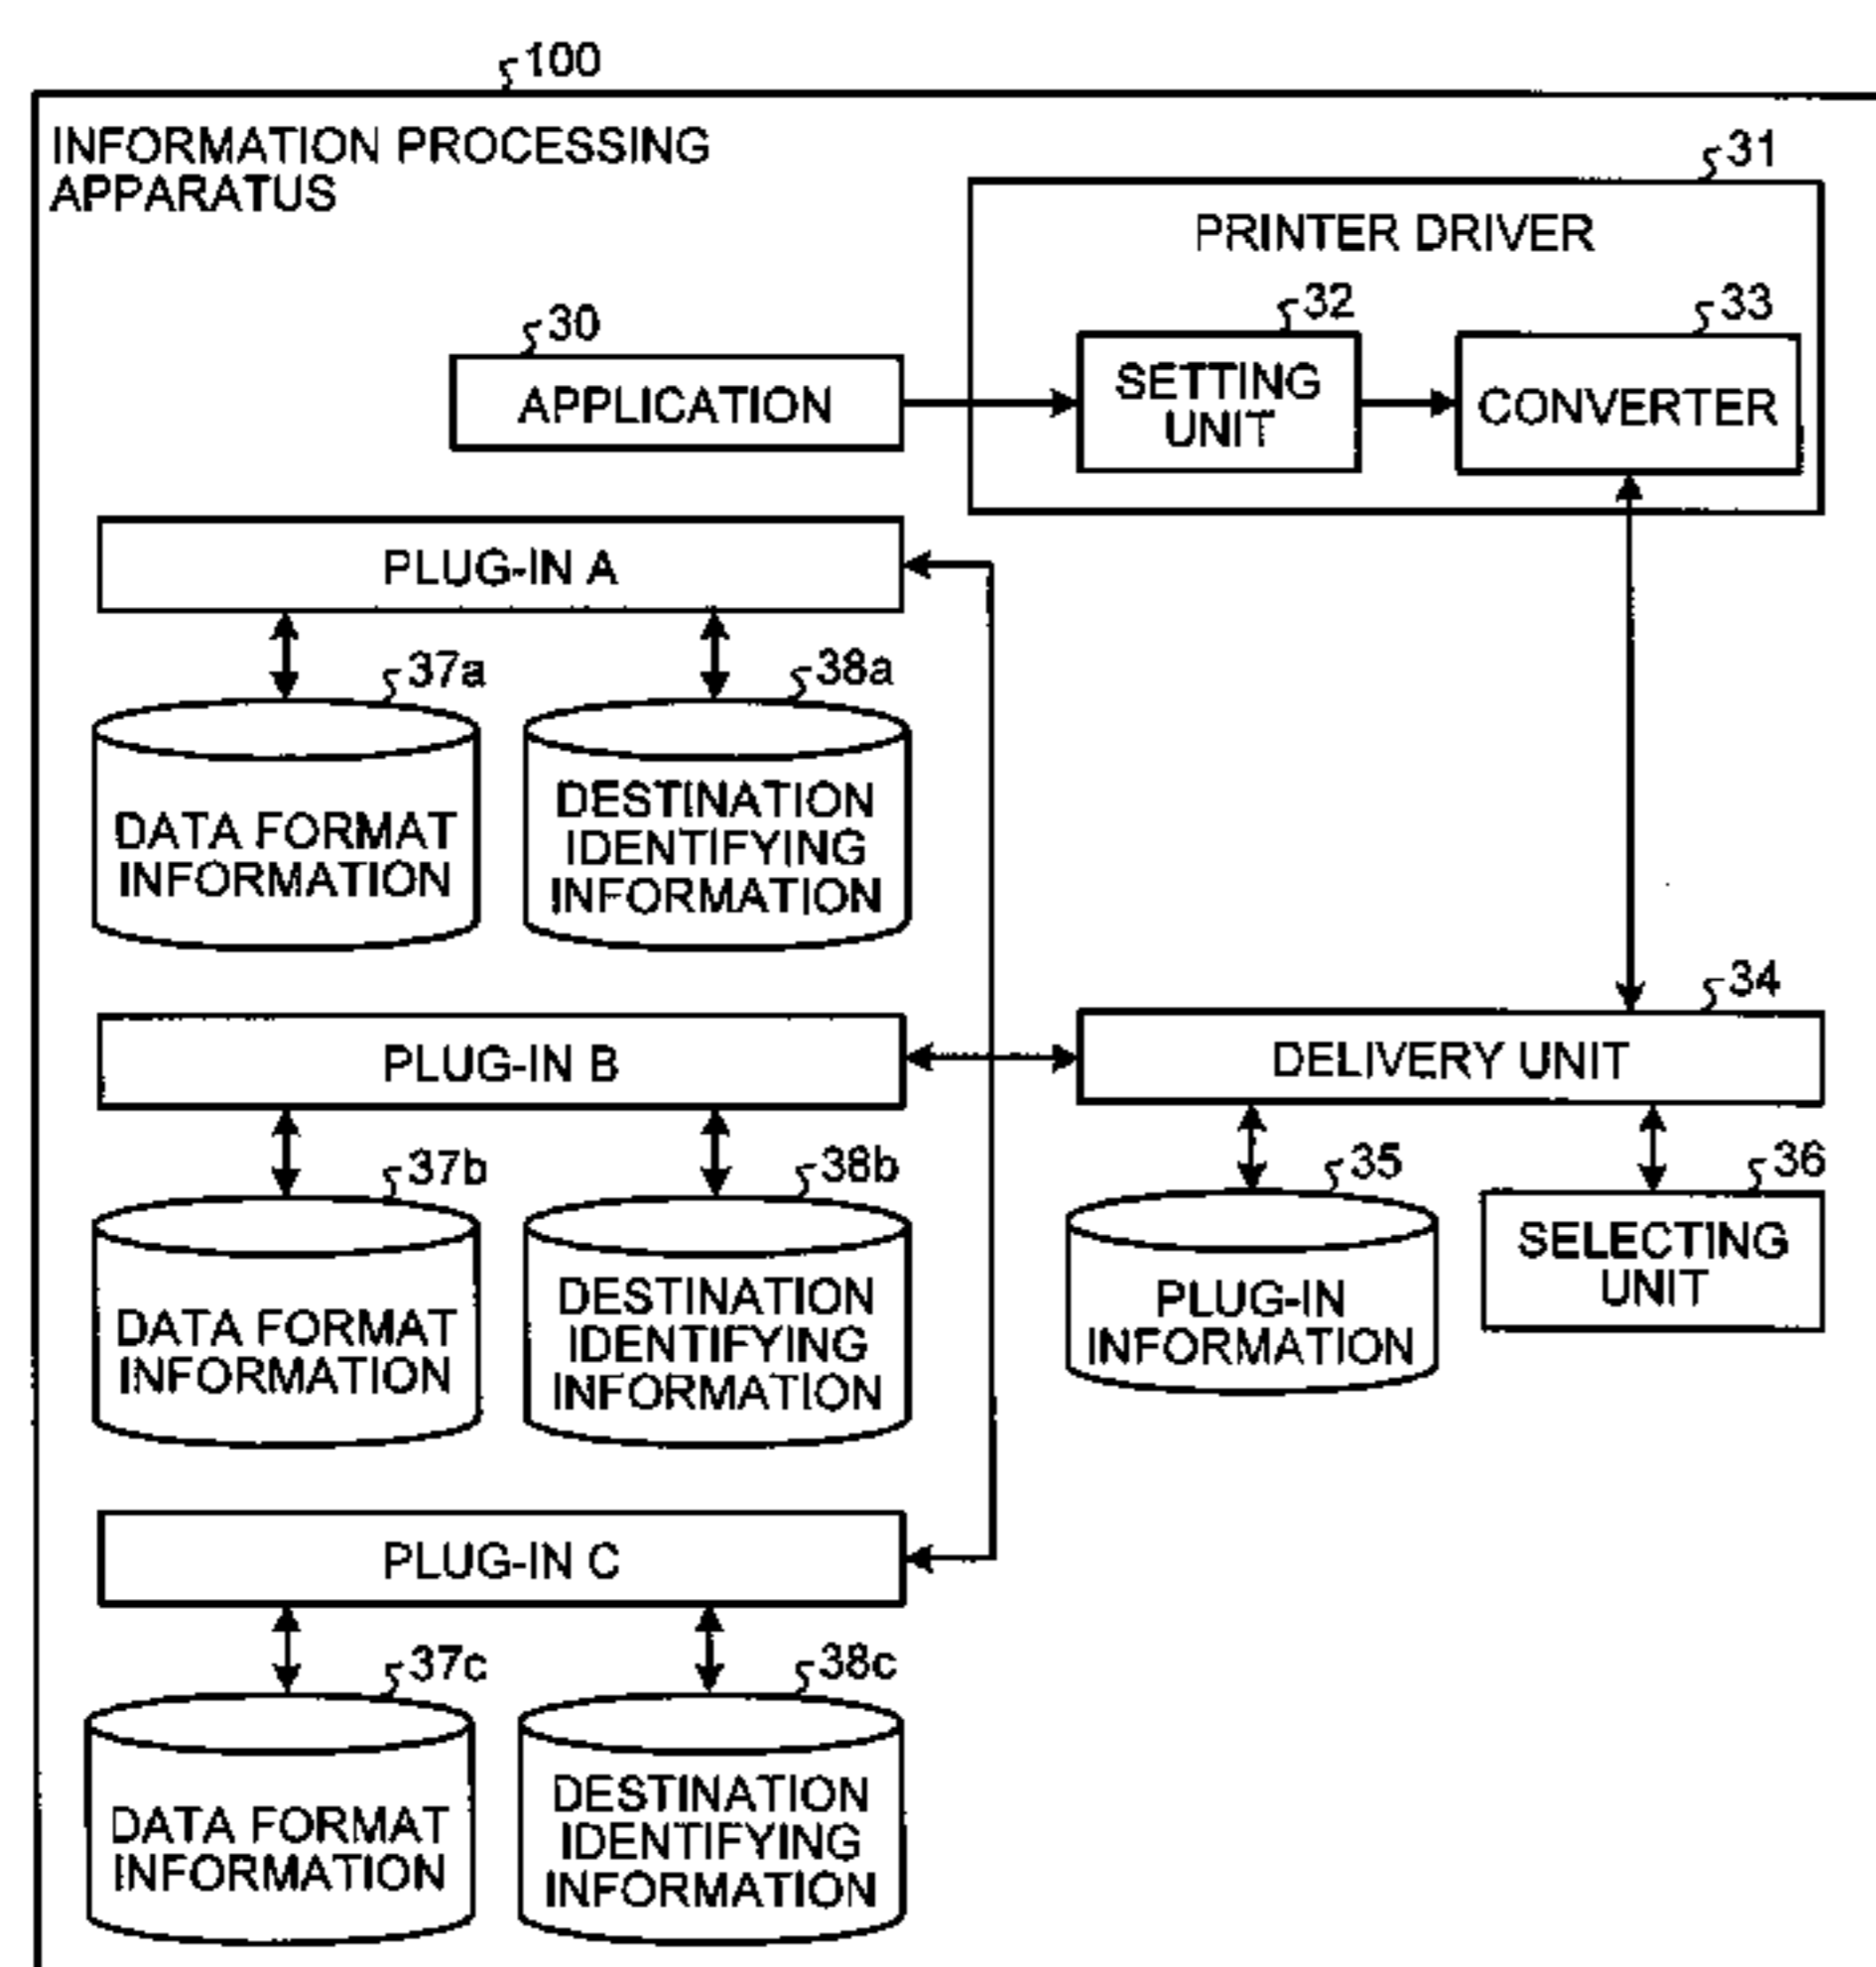 100
INFORMATION PROCESSING
APPARATUS
31
PRINTER DRIVER
30
APPLICATION
32
SETTING
UNIT
33
CONVERTER
PLUG-IN A
37a
DATA FORMAT
INFORMATION
38a
DESTINATION
IDENTIFYING
INFORMATION
34
DELIVERY UNIT
PLUG-IN B
37b
DATA FORMAT
INFORMATION
38b
DESTINATION
IDENTIFYING
INFORMATION
35
PLUG-IN
INFORMATION
36
SELECTING
UNIT
PLUG-IN C
37c
DATA FORMAT
INFORMATION
38c
DESTINATION
IDENTIFYING
INFORMATION